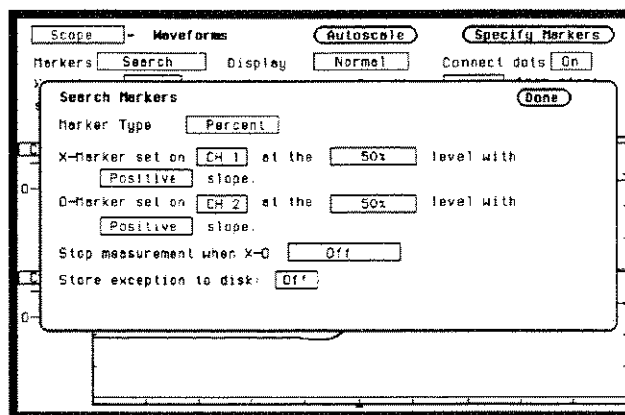 Scope - Waveforms Autoscale Specify Markers
Markers Search Display Normal Connect dots On
Search Markers Done
Marker Type Percent
X-Marker set on CH 1 at the 50% level with
Positive slope.
O-Marker set on CH 2 at the 50% level with
Positive slope.
Stop measurement when X-O Off
Store exception to disk: Off